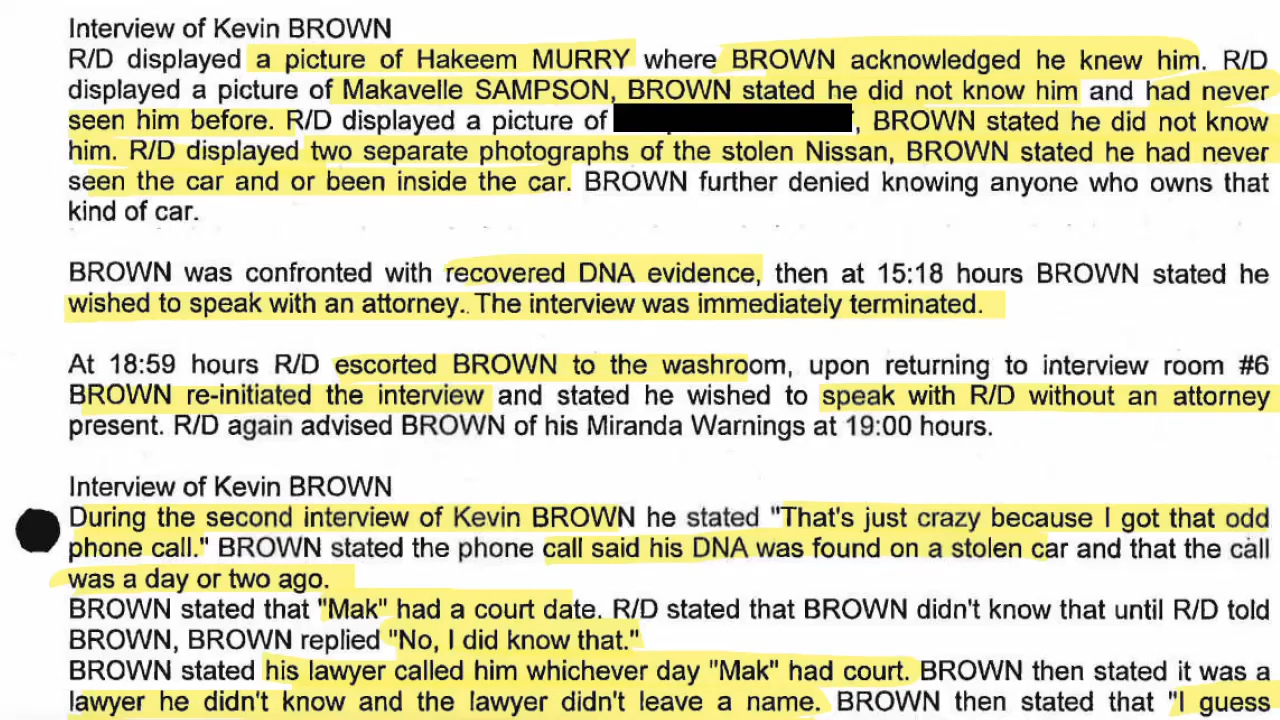 Interview of Kevin BROWN
R/D displayed a picture of Hakeem MURRY where BROWN acknowledged he knew him. R/D
displayed a picture of Makavelle SAMPSON, BROWN stated he did not know him and had never
seen him before. R/D displayed a picture of , BROWN stated he did not know
him. R/D displayed two separate photographs of the stolen Nissan, BROWN stated he had never
seen the car and or been inside the car. BROWN further denied knowing anyone who owns that
kind of car.
BROWN was confronted with recovered DNA evidence, then at 15:18 hours BROWN stated he
wished to speak with an attorney. The interview was immediately terminated.
At 18:59 hours R/D escorted BROWN to the washroom, upon returning to interview room #6
BROWN re-initiated the interview and stated he wished to speak with R/D without an attorney
present. R/D again advised BROWN of his Miranda Warnings at 19:00 hours.
Interview of Kevin BROWN
During the second interview of Kevin BROWN he stated "That's just crazy because I got that odd
phone call." BROWN stated the phone call said his DNA was found on a stolen car and that the call
was a day or two ago.
BROWN stated that "Mak" had a court date. R/D stated that BROWN didn't know that until R/D told
BROWN, BROWN replied "No, I did know that."
BROWN stated his lawyer called him whichever day "Mak" had court. BROWN then stated it was a
lawyer he didn't know and the lawyer didn't leave a name. BROWN then stated that "I guess